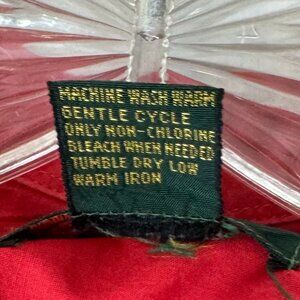 MACHINE WASH WARM
GENTLE CYCLE
ONLY NON-CHLORINE
BLEACH WHEN NEEDED
TUMBLE DRY LOW
WARM IRON